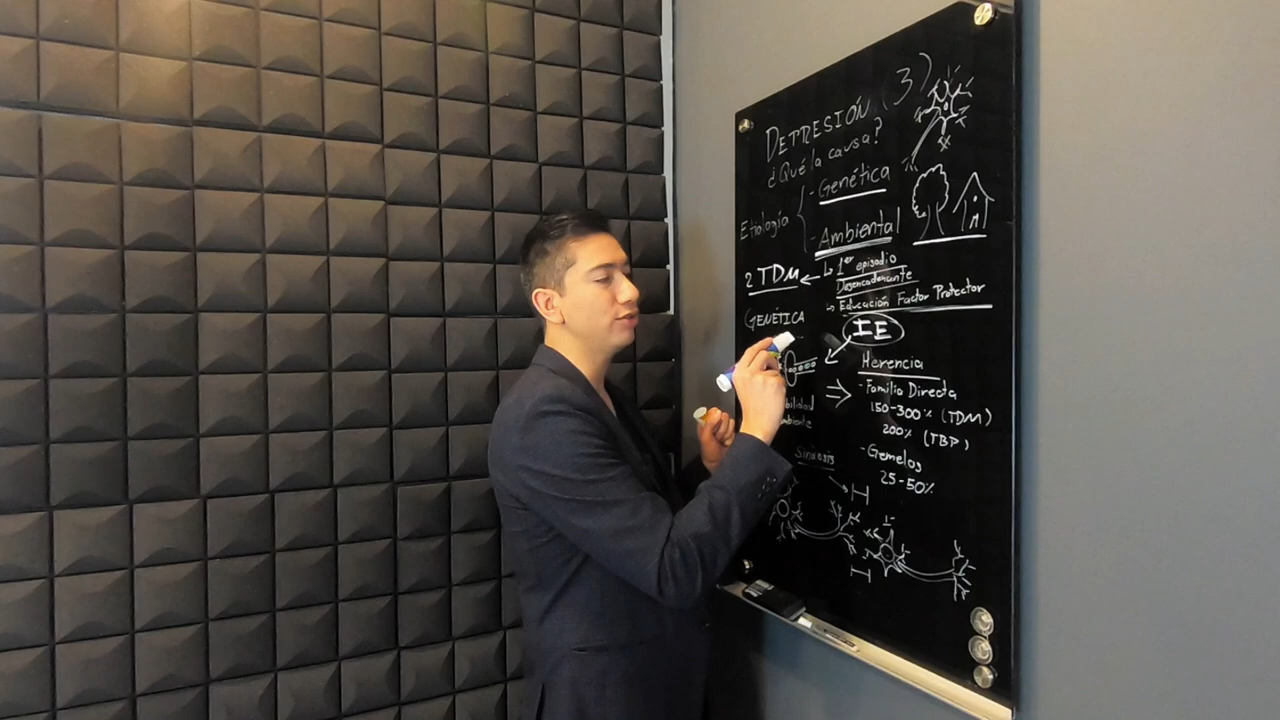 DEPRESIÓN (3)
¿Qué la causa?
Etiología
- Genética
- Ambiental
2 TDM
↳ 1er episodio
Desencadenante
↳ Educación Factor Protector
GENÉTICA
IE
Herencia
- Familia Directa
150-300% (TDM)
200% (TBP)
- Gemelos
25-50%
Sinapsis